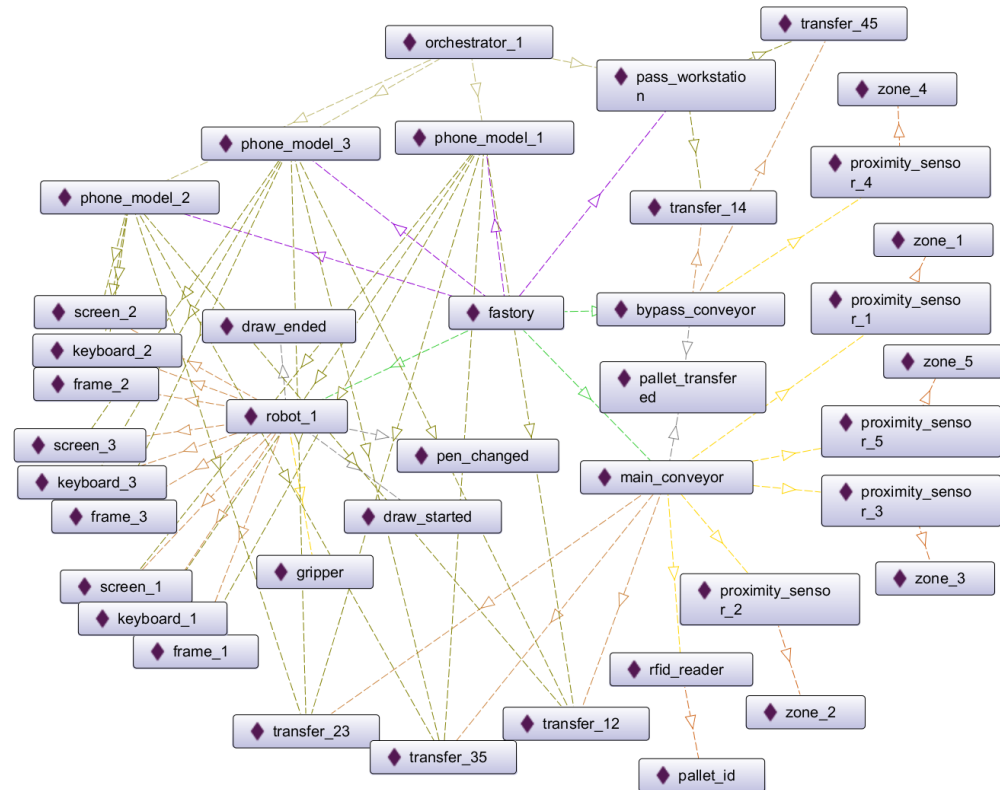 transfer_45
orchestrator_1
pass_workstatio
n
zone_4
phone_model_3
phone_model_1
proximity_senso
r_4
phone_model_2
transfer_14
zone_1
screen_2
draw_ended
fastory
bypass_conveyor
proximity_senso
r_1
keyboard_2
zone_5
frame_2
pallet_transfer
ed
robot_1
proximity_senso
r_5
screen_3
pen_changed
main_conveyor
keyboard_3
proximity_senso
r_3
frame_3
draw_started
screen_1
gripper
zone_3
keyboard_1
proximity_senso
r_2
frame_1
rfid_reader
transfer_23
transfer_12
zone_2
transfer_35
pallet_id